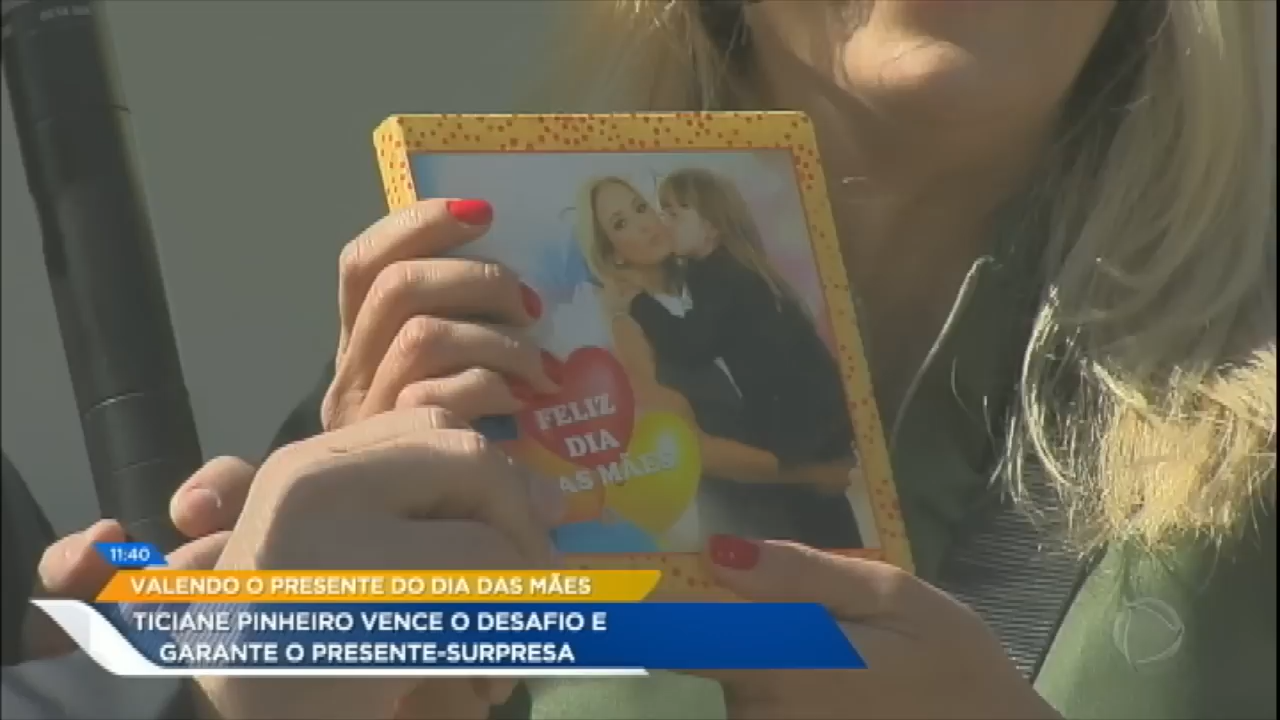 FELIZ
DIA
AS MÃES
11:40
VALENDO O PRESENTE DO DIA DAS MÃES
TICIANE PINHEIRO VENCE O DESAFIO E
GARANTE O PRESENTE-SURPRESA